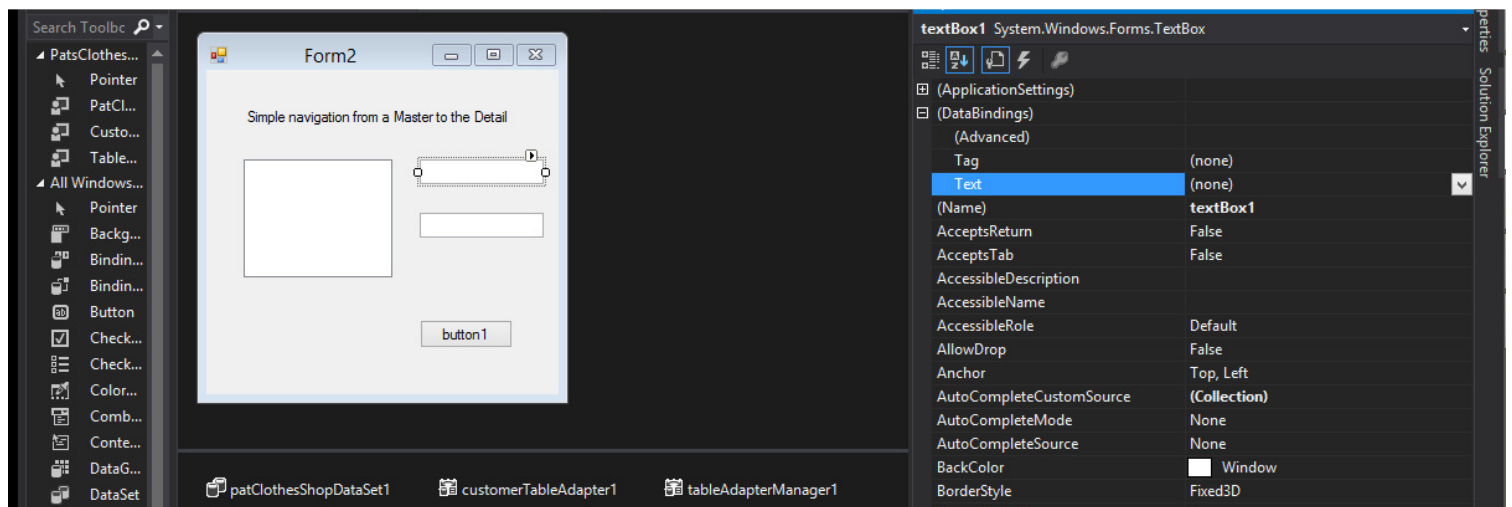 Search Toolbc
PatsClothes...
Pointer
PatCl...
Custo...
Table...
All Windows...
Pointer
Backg...
Bindin...
Bindin...
Button
Check...
Check...
Color...
Comb...
Conte...
DataG...
DataSet
Form2
Simple navigation from a Master to the Detail
button1
patClothesShopDataSet1 customerTableAdapter1 tableAdapterManager1
textBox1 System.Windows.Forms.TextBox
(ApplicationSettings)
(DataBindings)
(Advanced)
Tag (none)
Text (none)
(Name) textBox1
AcceptsReturn False
AcceptsTab False
AccessibleDescription
AccessibleName
AccessibleRole Default
AllowDrop False
Anchor Top, Left
AutoCompleteCustomSource (Collection)
AutoCompleteMode None
AutoCompleteSource None
BackColor Window
BorderStyle Fixed3D
perties
Solution Explorer